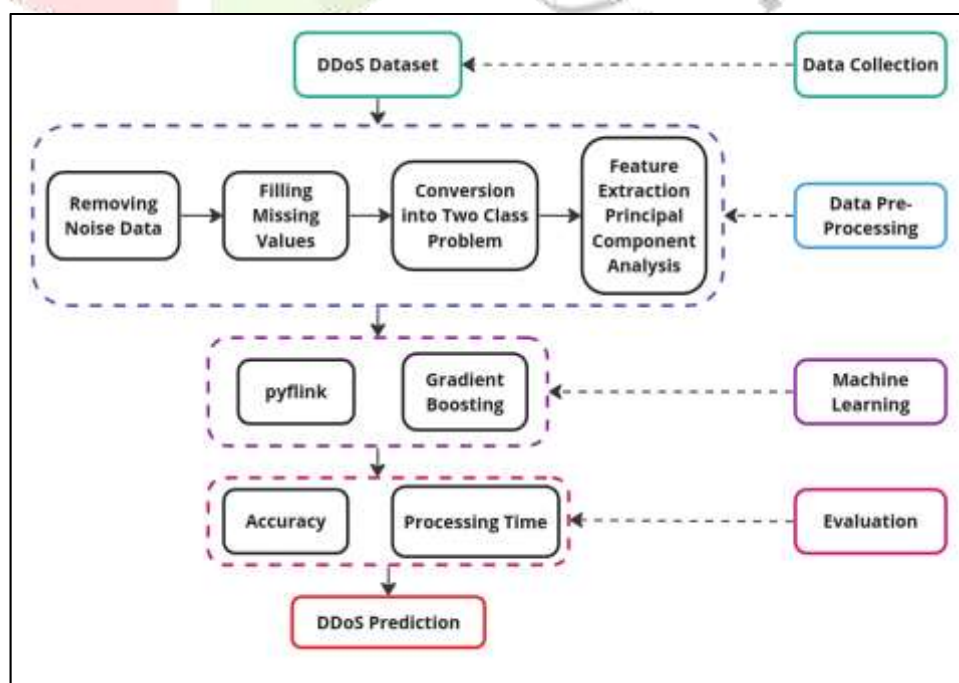 DDoS Dataset
Data Collection
Removing
Noise Data
Filling
Missing
Values
Conversion
into Two Class
Problem
Feature
Extraction
Principal
Component
Analysis
Data Pre-
Processing
pyflink
Gradient
Boosting
Machine
Learning
Accuracy
Processing Time
Evaluation
DDoS Prediction